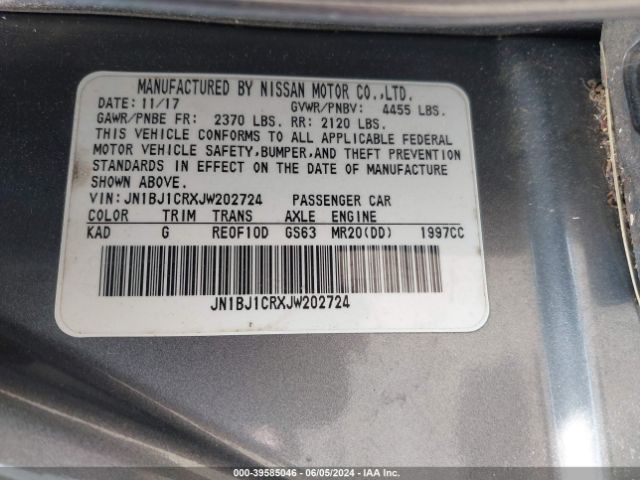 MANUFACTURED BY NISSAN MOTOR CO.,LTD.
DATE: 11/17 GVWR/PNBV: 4455 LBS.
GAWR/PNBE FR: 2370 LBS. RR: 2120 LBS.
THIS VEHICLE CONFORMS TO ALL APPLICABLE FEDERAL
MOTOR VEHICLE SAFETY,BUMPER,AND THEFT PREVENTION
STANDARDS IN EFFECT ON THE DATE OF MANUFACTURE
SHOWN ABOVE.
VIN: JN1BJ1CRXJW202724 PASSENGER CAR
COLOR TRIM TRANS AXLE ENGINE
KAD G RE0F10D GS63 MR20(DD) 1997CC
JN1BJ1CRXJW202724
000-39585046 - 06/05/2024 - IAA Inc.